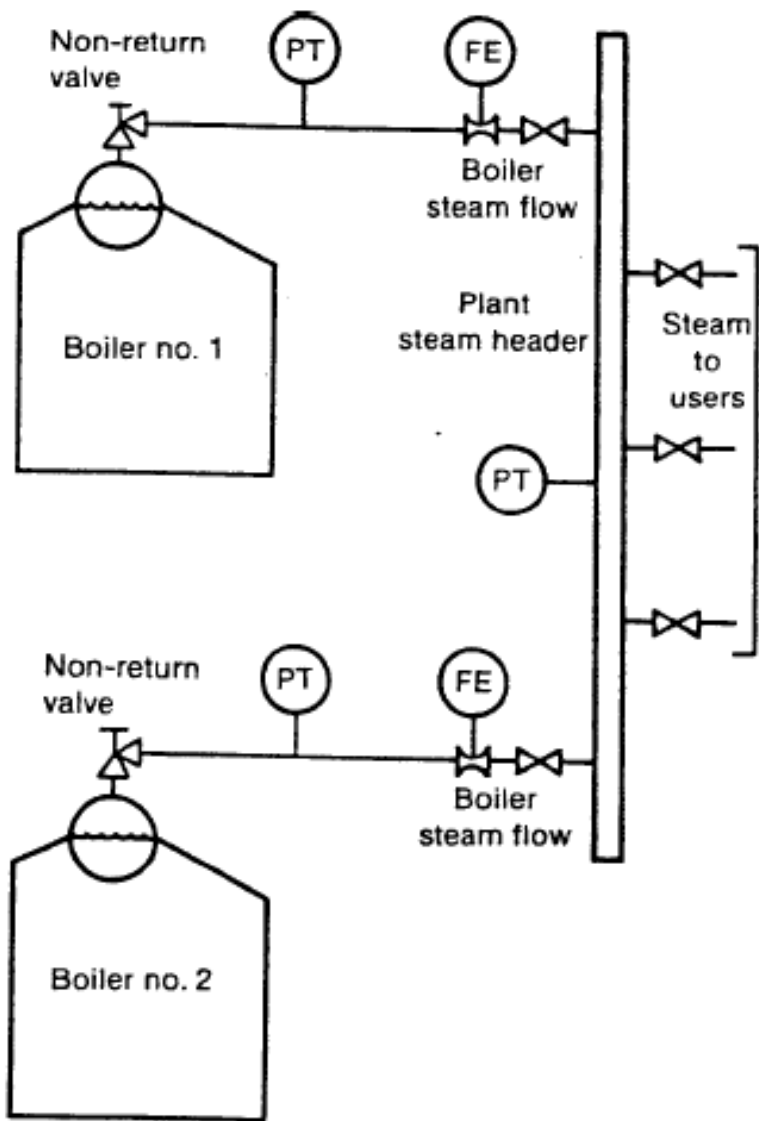 Non-return
valve
PT
FE
Boiler
steam flow
Boiler no. 1
Plant
steam header
Steam
to
users
PT
Non-return
valve
PT
FE
Boiler
steam flow
Boiler no. 2